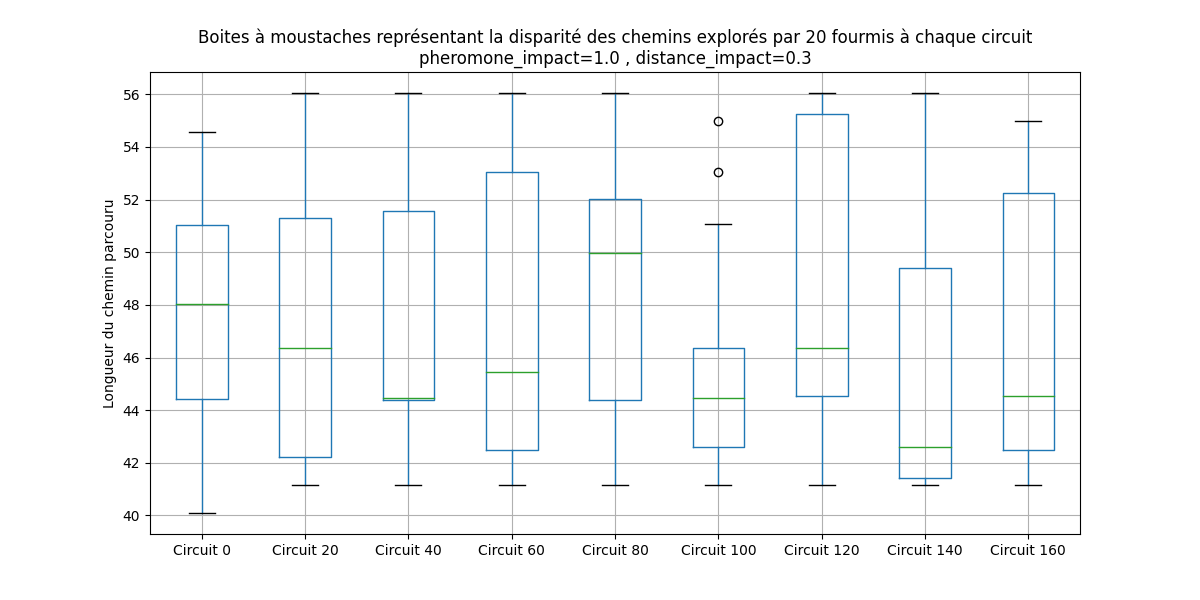 Boites à moustaches représentant la disparité des chemins explorés par 20 fourmis à chaque circuit
pheromone_impact=1.0 , distance_impact=0.3
Longueur du chemin parcouru
56
54
52
50
48
46
44
42
40
Circuit 0 Circuit 20 Circuit 40 Circuit 60 Circuit 80 Circuit 100 Circuit 120 Circuit 140 Circuit 160